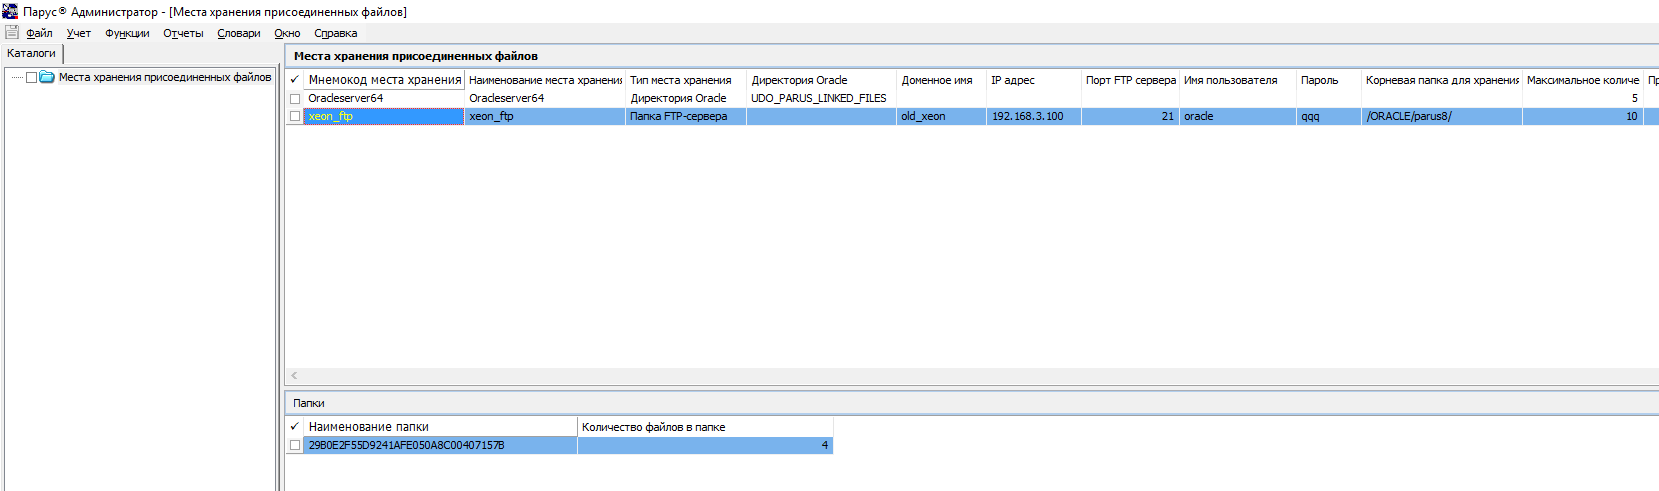 Парус® Администратор - [Места хранения присоединенных файлов]
Файл Учет Функции Отчеты Словари Окно Справка
Каталоги
Места хранения присоединенных файлов
Места хранения присоединенных файлов
✓ Мнемокод места хранения Наименование места хранения Тип места хранения Директория Oracle Доменное имя IP адрес Порт FTP сервера Имя пользователя Пароль Корневая папка для хранения Максимальное количе Пр
Oracleserver64 Oracleserver64 Директория Oracle UDO_PARUS_LINKED_FILES 5
xeon_ftp xeon_ftp Папка FTP-сервера old_xeon 192.168.3.100 21 oracle qqq /ORACLE/parus8/ 10
Папки
✓ Наименование папки Количество файлов в папке
29B0E2F55D9241AFE050A8C00407157B 4